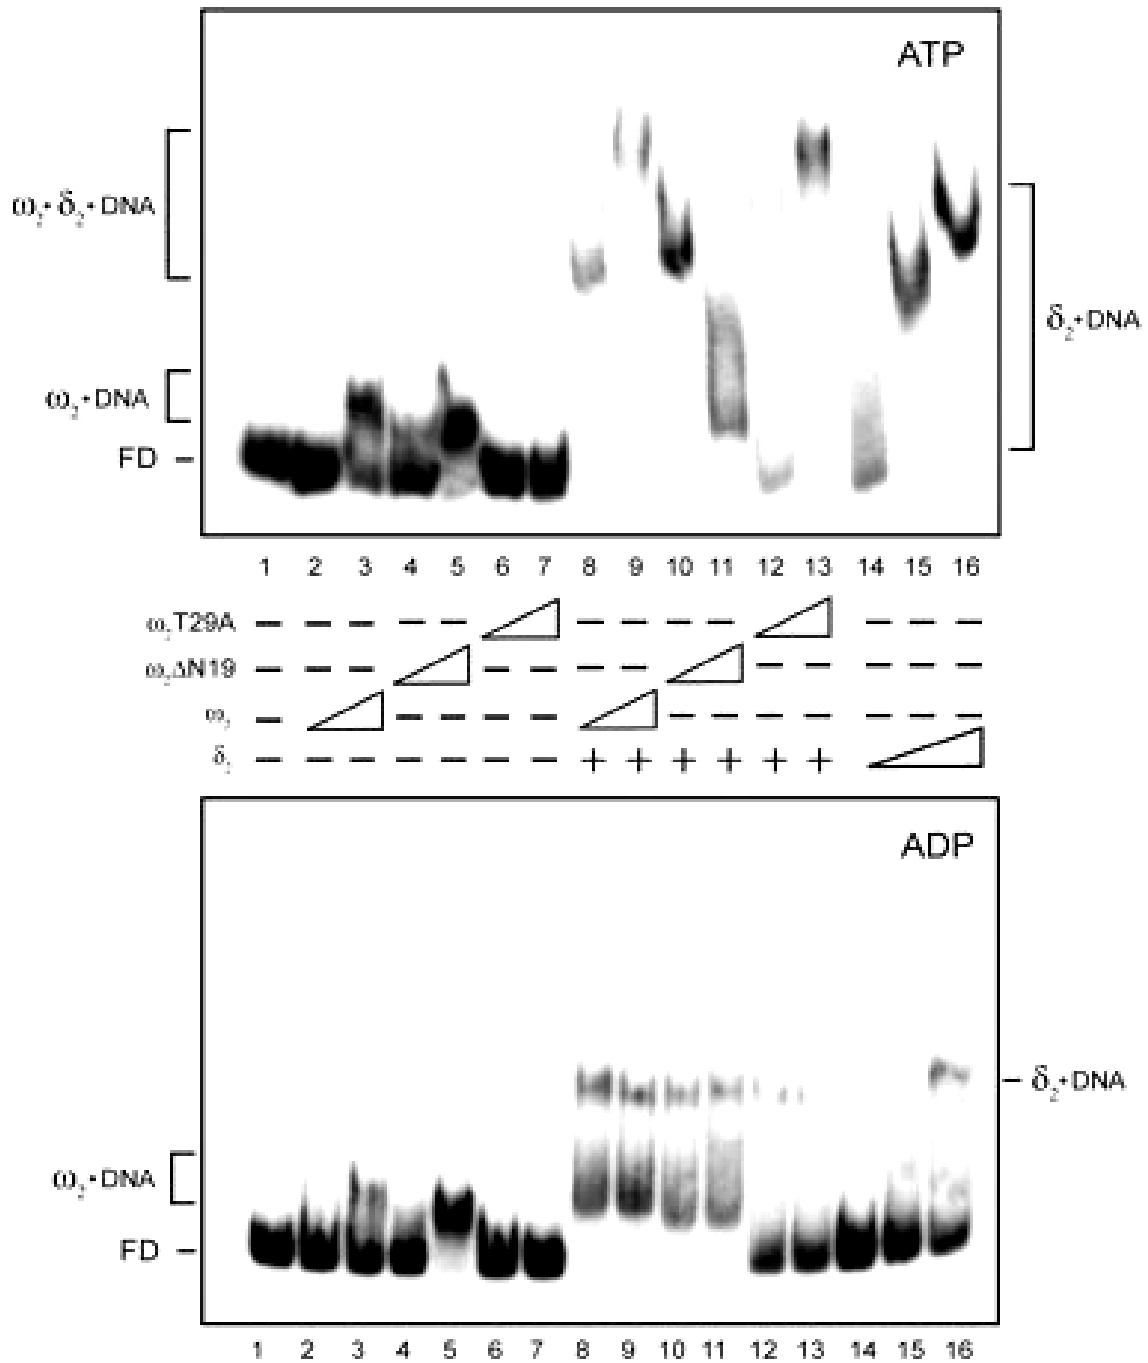 ATP
ω₂•δ₂•DNA
δ₂•DNA
ω₂•DNA
FD
1 2 3 4 5 6 7 8 9 10 11 12 13 14 15 16
ω₂T29A – – – – – – – – – – – –
ω₂ΔN19 – – – – – – – – – – – –
ω₂ – – – – – – – – – – – –
δ₂ – – – – – – – + + + + + +
ADP
δ₂•DNA
ω₂•DNA
FD
1 2 3 4 5 6 7 8 9 10 11 12 13 14 15 16